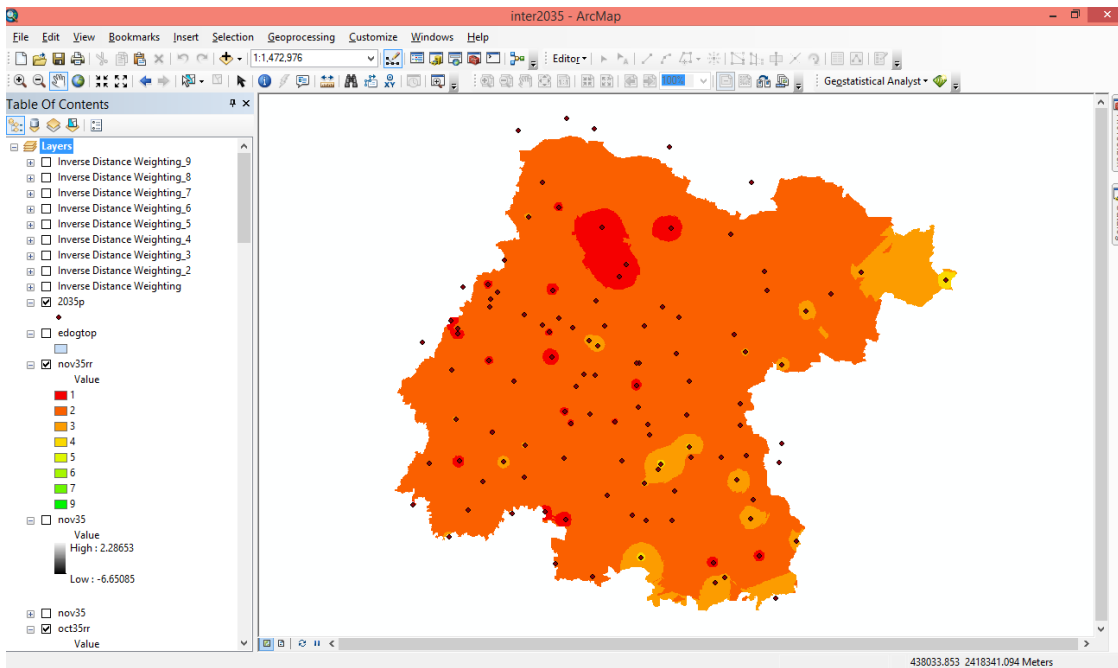 inter2035 - ArcMap
File Edit View Bookmarks Insert Selection Geoprocessing Customize Windows Help
1:1,472,976
Editor
100%
Geostatistical Analyst
Table Of Contents
Layers
Inverse Distance Weighting_9
Inverse Distance Weighting_8
Inverse Distance Weighting_7
Inverse Distance Weighting_6
Inverse Distance Weighting_5
Inverse Distance Weighting_4
Inverse Distance Weighting_3
Inverse Distance Weighting_2
Inverse Distance Weighting
2035p
edogtop
nov35rr
Value
1
2
3
4
5
6
7
9
nov35
Value
High : 2.28653
Low : -6.65085
nov35
oct35rr
Value
438033.853 2418341.094 Meters